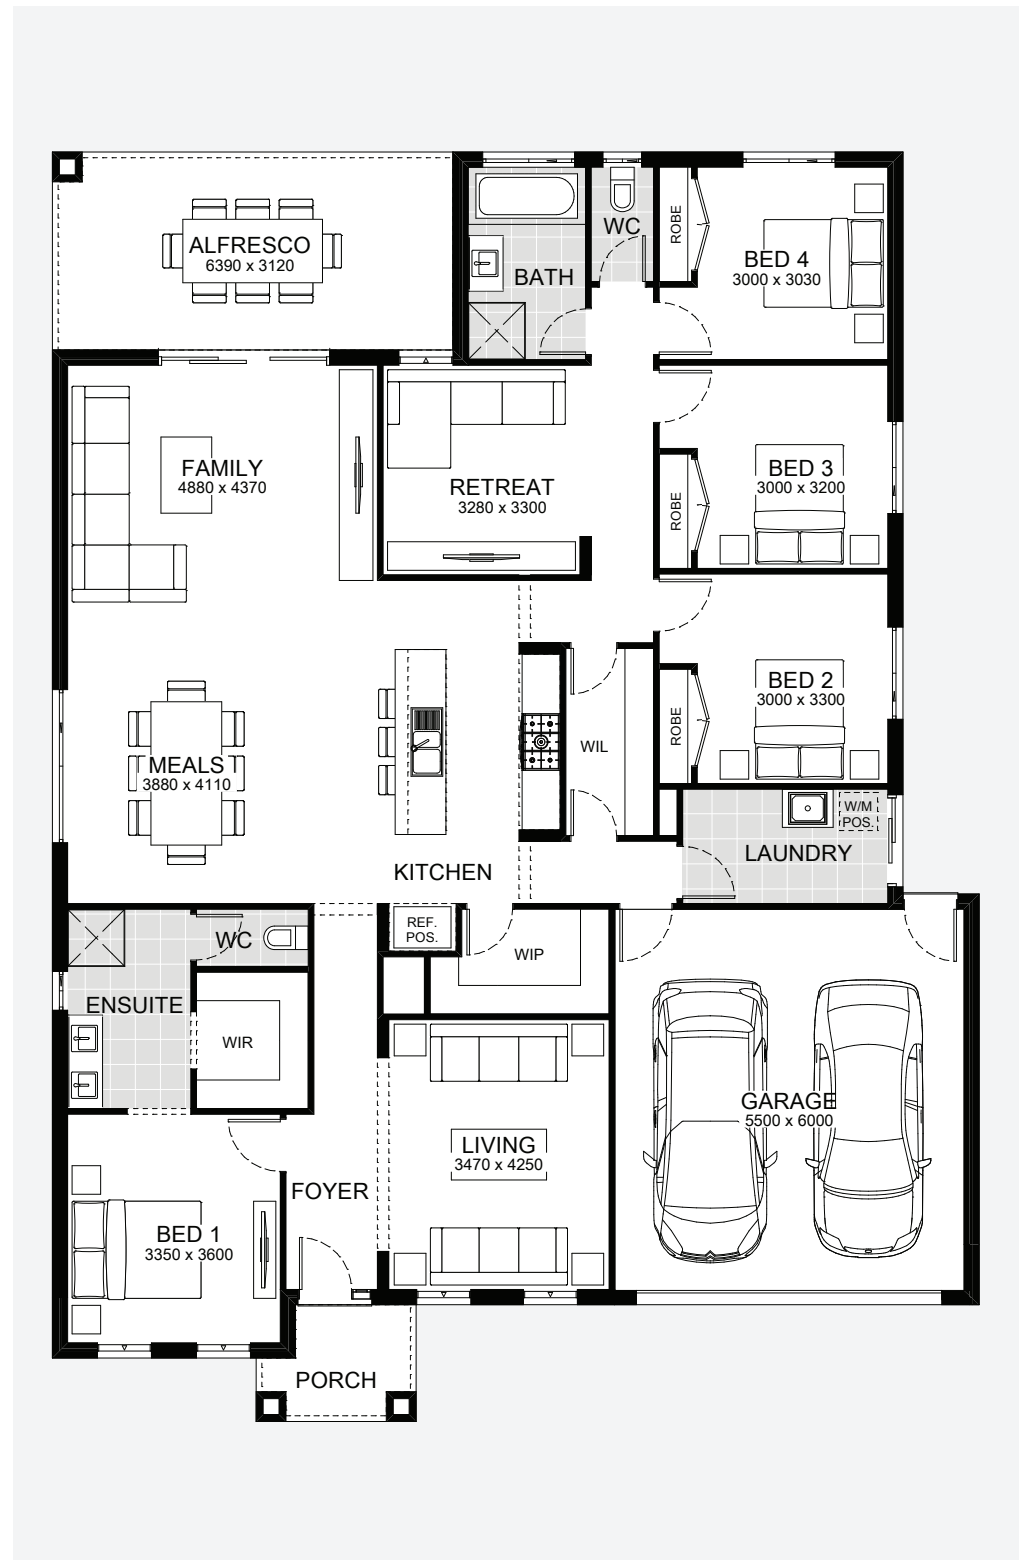 ALFRESCO
6390 x 3120
BATH
WC
ROBE
BED 4
3000 x 3030
FAMILY
4880 x 4370
RETREAT
3280 x 3300
ROBE
BED 3
3000 x 3200
MEALS
3880 x 4110
KITCHEN
WIL
ROBE
BED 2
3000 x 3300
W/M
POS.
LAUNDRY
WC
ENSUITE
WIR
REF.
POS.
WIP
GARAGE
5500 x 6000
LIVING
3470 x 4250
FOYER
BED 1
3350 x 3600
PORCH